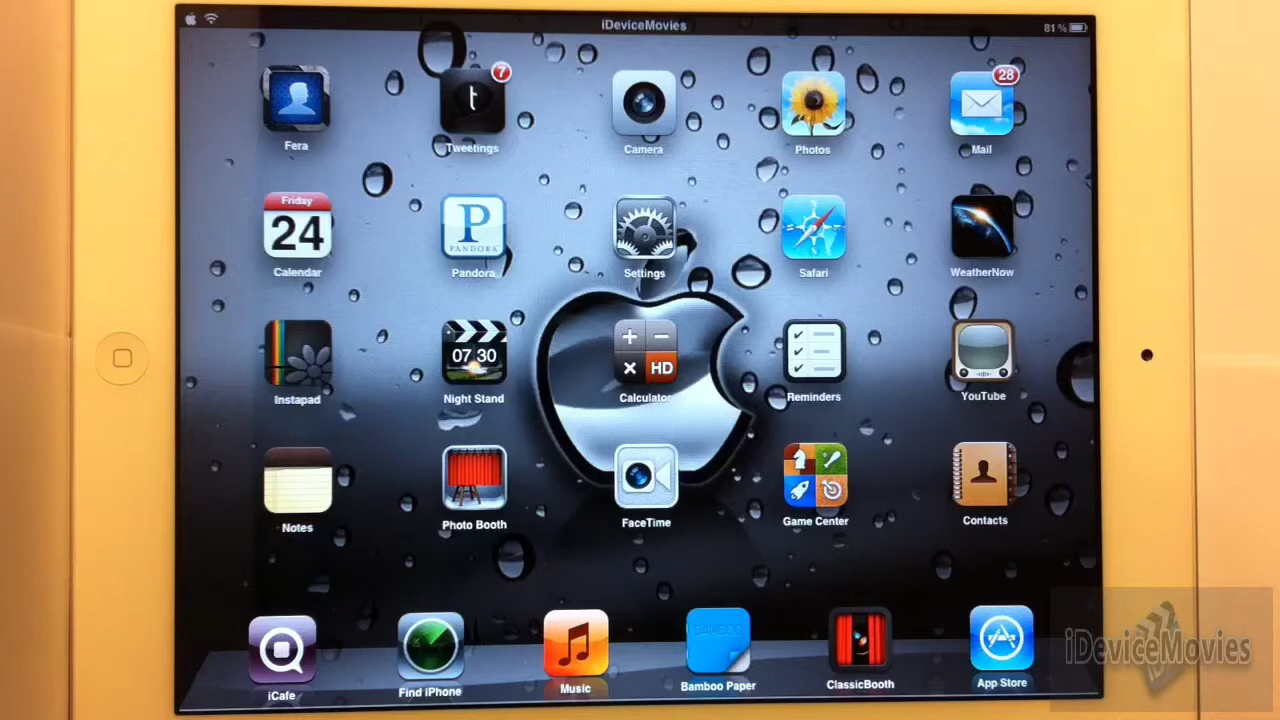 iDeviceMovies
81 %
7
28
t
Fera
Tweetings
Camera
Photos
Mail
Friday
24
P
PANDORA
Calendar
Pandora
Settings
Safari
WeatherNow
07 30
+ −
× HD
Instapad
Night Stand
Calculator
Reminders
YouTube
Notes
Photo Booth
FaceTime
Game Center
Contacts
BAMBOO
iDeviceMovies
iCafe
Find iPhone
Music
Bamboo Paper
ClassicBooth
App Store